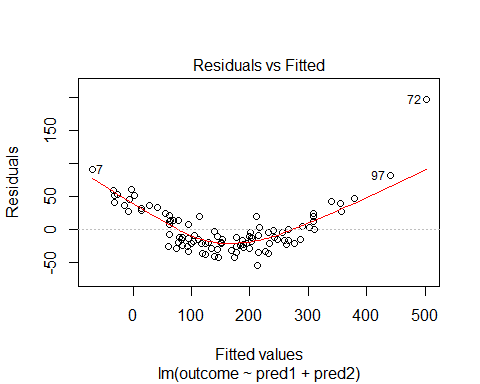 Residuals vs Fitted
Residuals
150
50
0
-50
72
97
7
0 100 200 300 400 500
Fitted values
lm(outcome ~ pred1 + pred2)